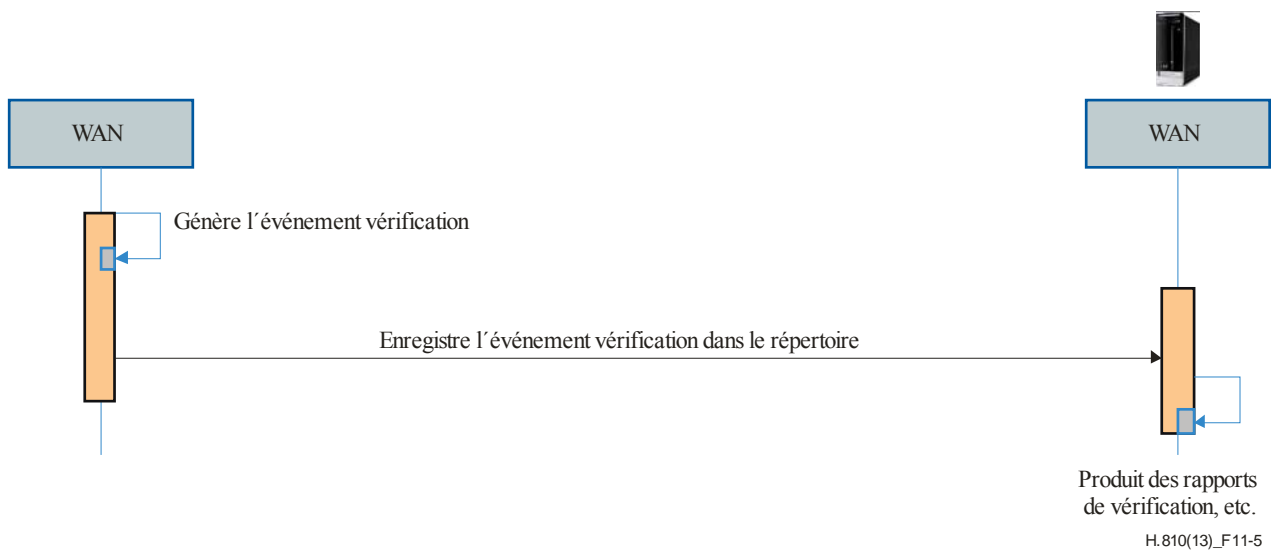 WAN
WAN
Génère l´événement vérification
Enregistre l´événement vérification dans le répertoire
Produit des rapports
de vérification, etc.
H.810(13)_F11-5